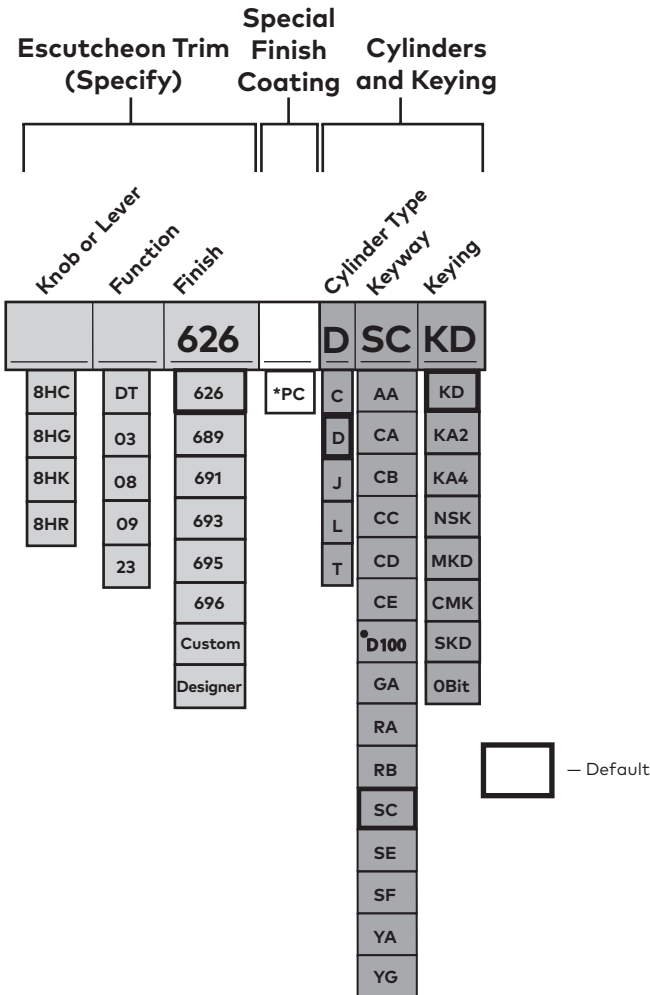 Escutcheon Trim
(Specify)
Special
Finish
Coating
Cylinders
and Keying
Knob or Lever
Function
Finish
Cylinder Type
Keyway
Keying
626
D
SC
KD
8HC
8HG
8HK
8HR
DT
03
08
09
23
626
689
691
693
695
696
Custom
Designer
*PC
C
D
J
L
T
AA
CA
CB
CC
CD
CE
•D100
GA
RA
RB
SC
SE
SF
YA
YG
KD
KA2
KA4
NSK
MKD
CMK
SKD
0Bit
— Default